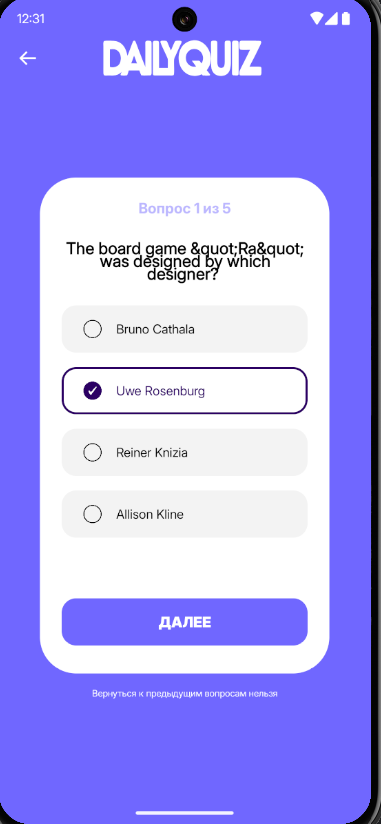 12:31
DAILYQUIZ
Вопрос 1 из 5
The board game &quot;Ra&quot;
was designed by which
designer?
Bruno Cathala
Uwe Rosenburg
Reiner Knizia
Allison Kline
ДАЛЕЕ
Вернуться к предыдущим вопросам нельзя